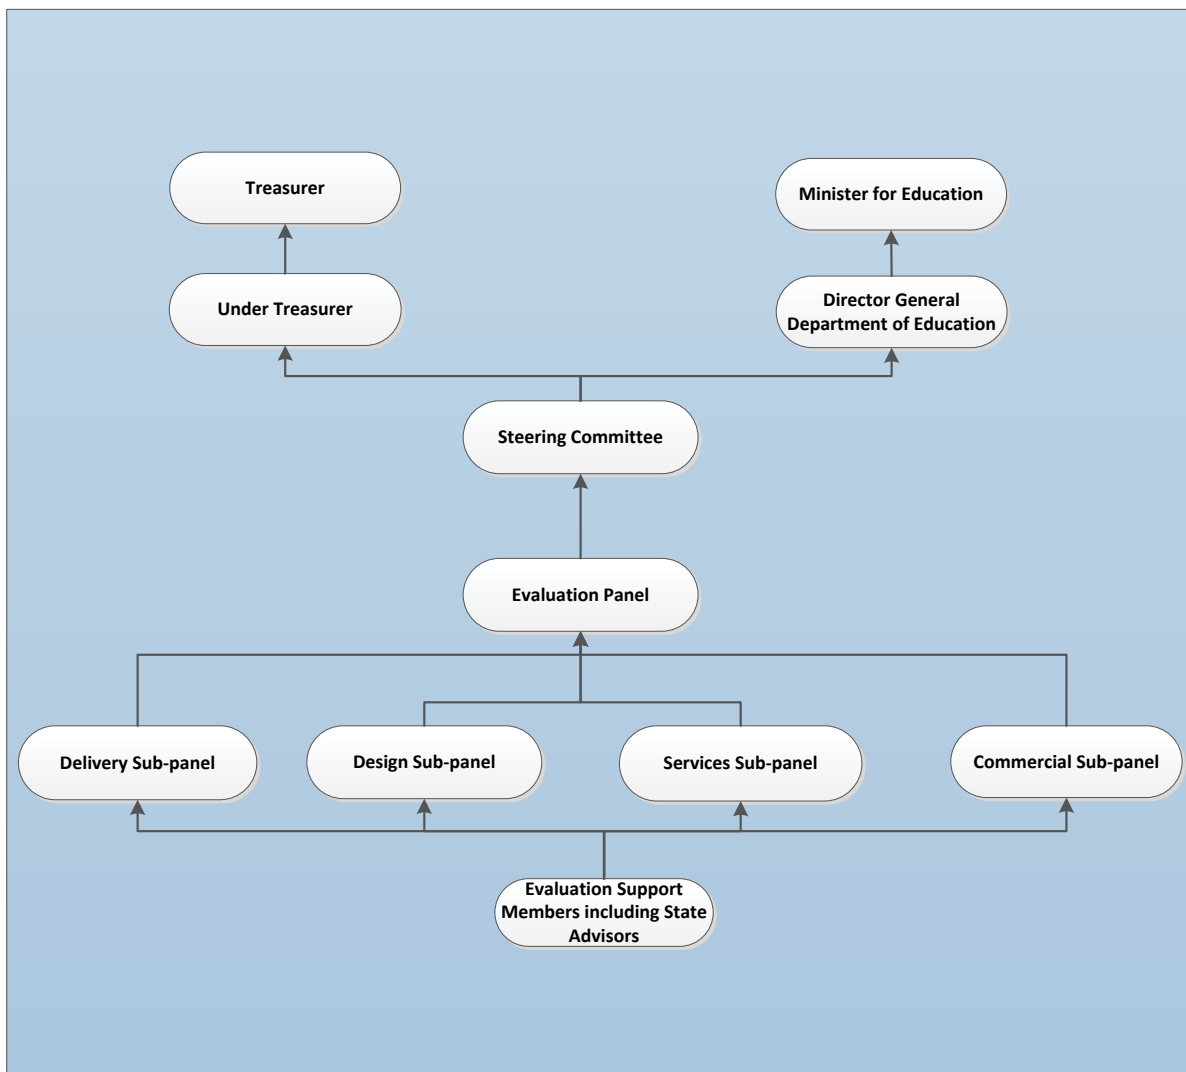 Treasurer
Minister for Education
Under Treasurer
Director General
Department of Education
Steering Committee
Evaluation Panel
Delivery Sub-panel
Design Sub-panel
Services Sub-panel
Commercial Sub-panel
Evaluation Support
Members including State
Advisors